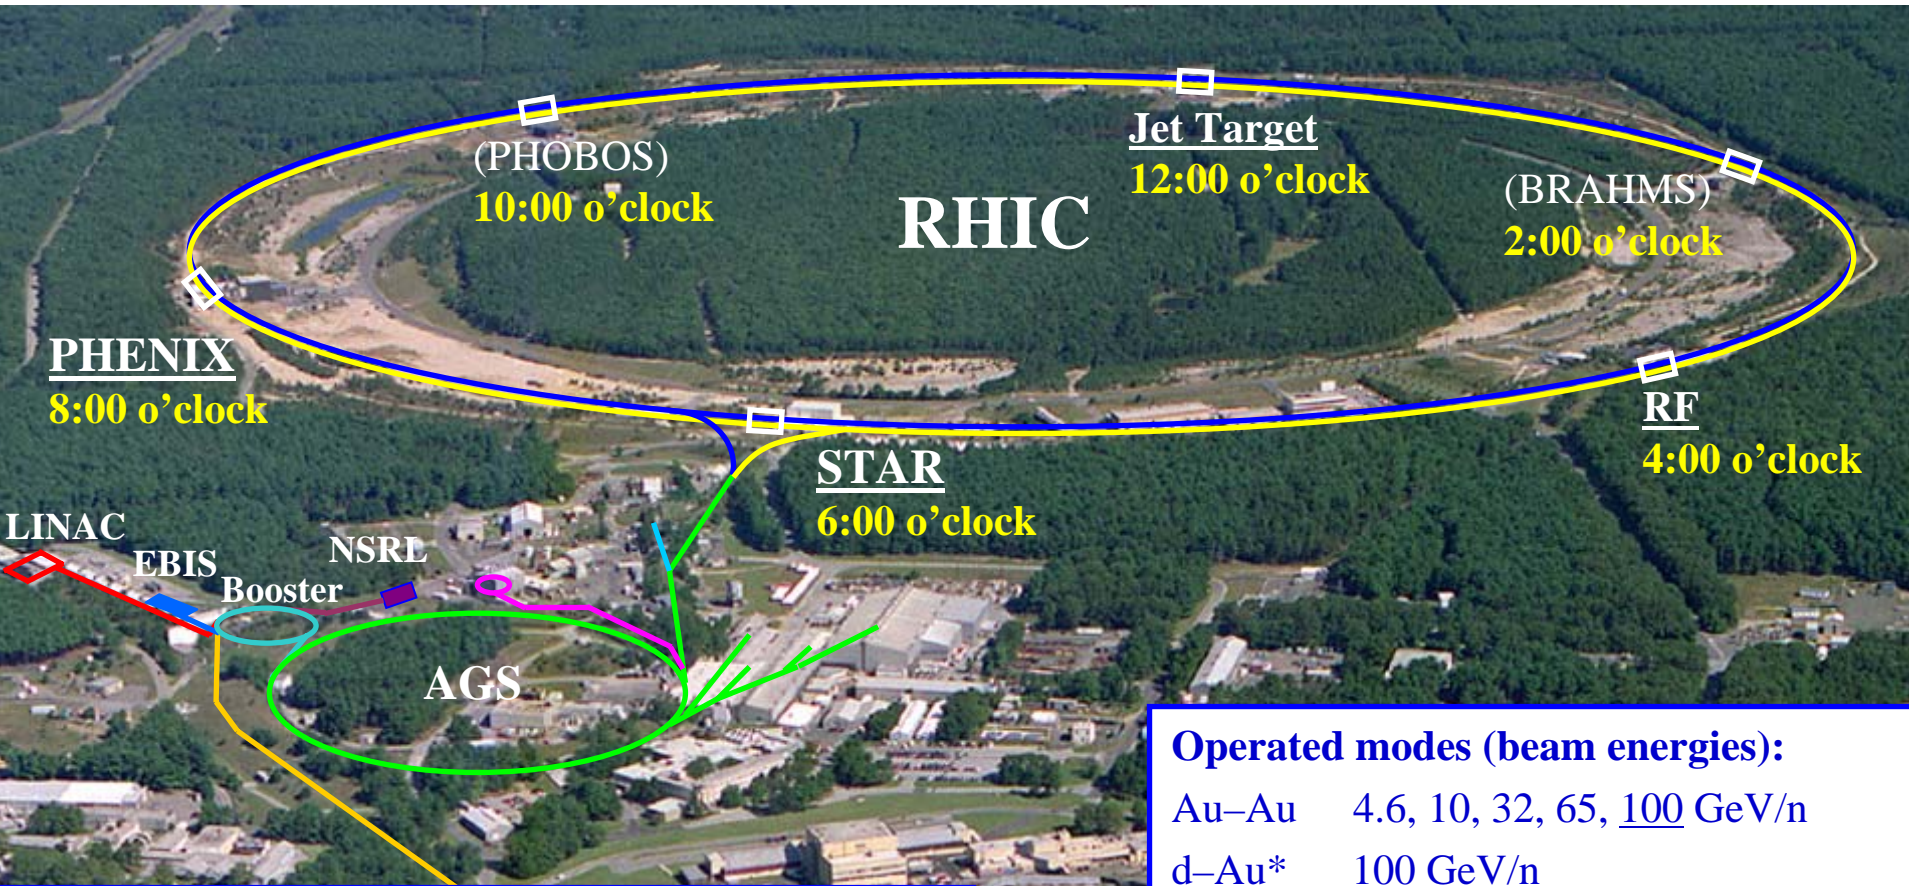 Jet Target
12:00 o’clock
(PHOBOS)
10:00 o’clock
(BRAHMS)
2:00 o’clock
RHIC
PHENIX
8:00 o’clock
RF
4:00 o’clock
STAR
6:00 o’clock
LINAC
EBIS
NSRL
Booster
AGS
Operated modes (beam energies):
Au–Au 4.6, 10, 32, 65, 100 GeV/n
d–Au* 100 GeV/n